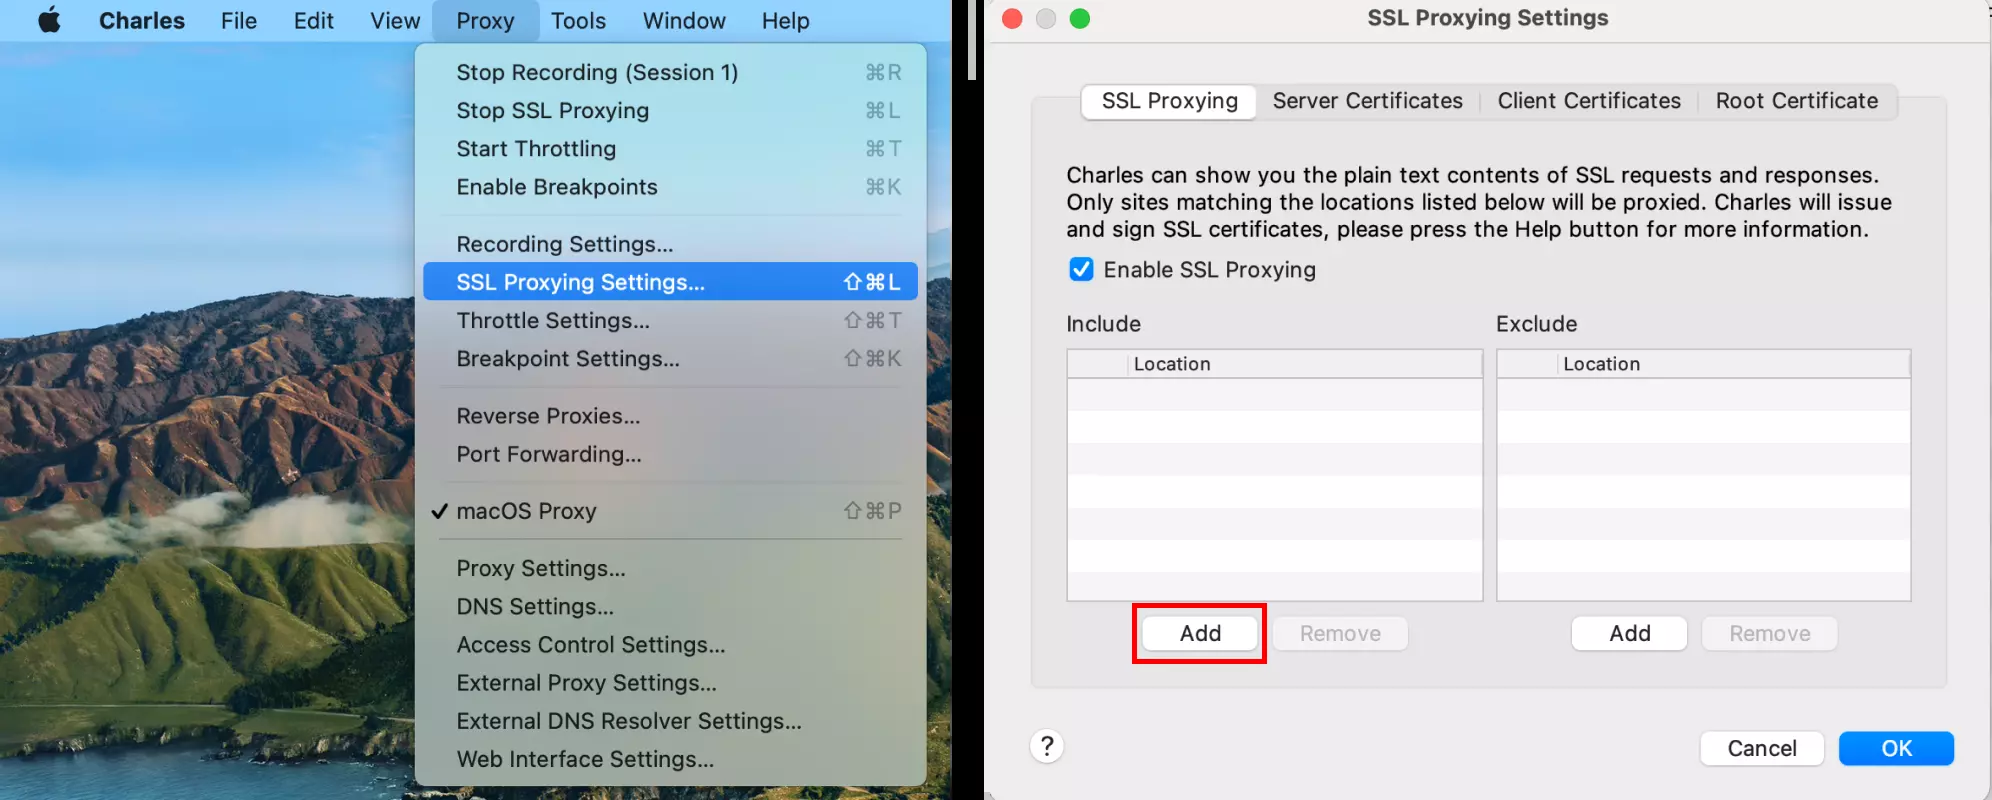 Charles File Edit View Proxy Tools Window Help
Stop Recording (Session 1) ⌘R
Stop SSL Proxying ⌘L
Start Throttling ⌘T
Enable Breakpoints ⌘K
Recording Settings...
SSL Proxying Settings... ⇧⌘L
Throttle Settings... ⇧⌘T
Breakpoint Settings... ⇧⌘K
Reverse Proxies...
Port Forwarding...
✓ macOS Proxy ⇧⌘P
Proxy Settings...
DNS Settings...
Access Control Settings...
External Proxy Settings...
External DNS Resolver Settings...
Web Interface Settings...
SSL Proxying Settings
SSL Proxying Server Certificates Client Certificates Root Certificate
Charles can show you the plain text contents of SSL requests and responses.
Only sites matching the locations listed below will be proxied. Charles will issue
and sign SSL certificates, please press the Help button for more information.
Enable SSL Proxying
Include Exclude
Location Location
Add Remove Add Remove
? Cancel OK